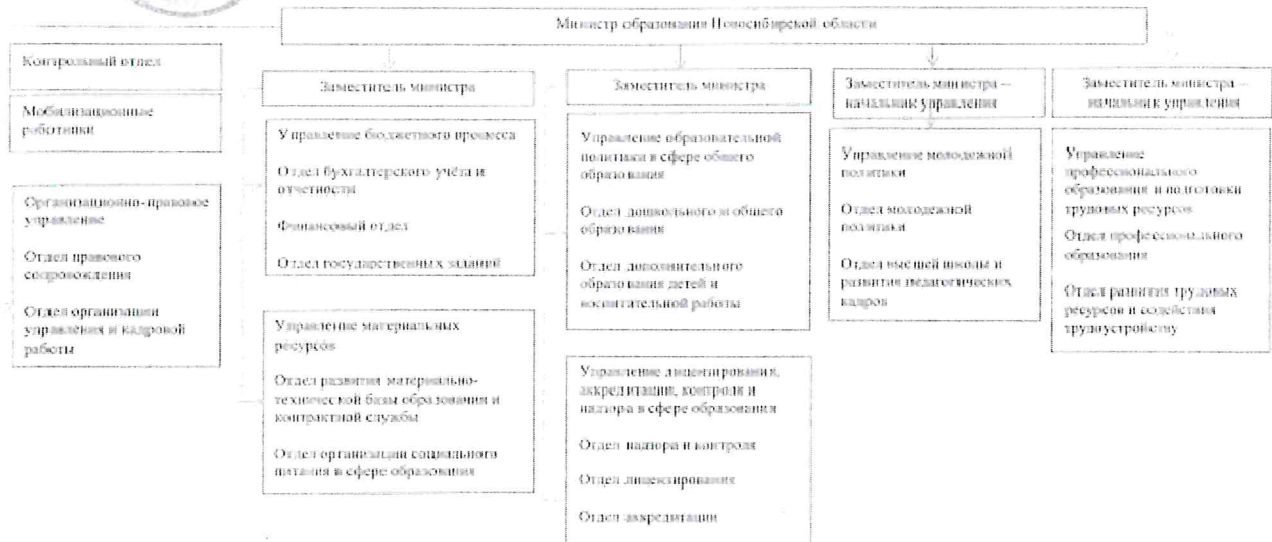 Министр образования Новосибирской области
Контрольный отдел
Мобилизационные
работники
Организационно-правовое
управление
Отдел правового
сопровождения
Отдел организации
управления и кадровой
работы
Заместитель министра
Управление бюджетного процесса
Отдел бухгалтерского учёта и
отчетности
Финансовый отдел
Отдел государственных заданий
Управление материальных
ресурсов
Отдел развития материально-
технической базы образования и
контрактной службы
Отдел организации социального
питания в сфере образования
Заместитель министра
Управление образовательной
политики в сфере общего
образования
Отдел дошкольного и общего
образования
Отдел дополнительного
образования детей и
воспитательной работы
Управление лицензирования,
аккредитации, контроля и
надзора в сфере образования
Отдел надзора и контроля
Отдел лицензирования
Отдел аккредитации
Заместитель министра –
начальник управления
Управление молодежной
политики
Отдел молодежной
политики
Отдел высшей школы и
развития педагогических
кадров
Заместитель министра –
начальник управления
Управление
профессионального
образования и подготовки
трудовых ресурсов
Отдел профессионального
образования
Отдел развития трудовых
ресурсов и содействия
трудоустройству